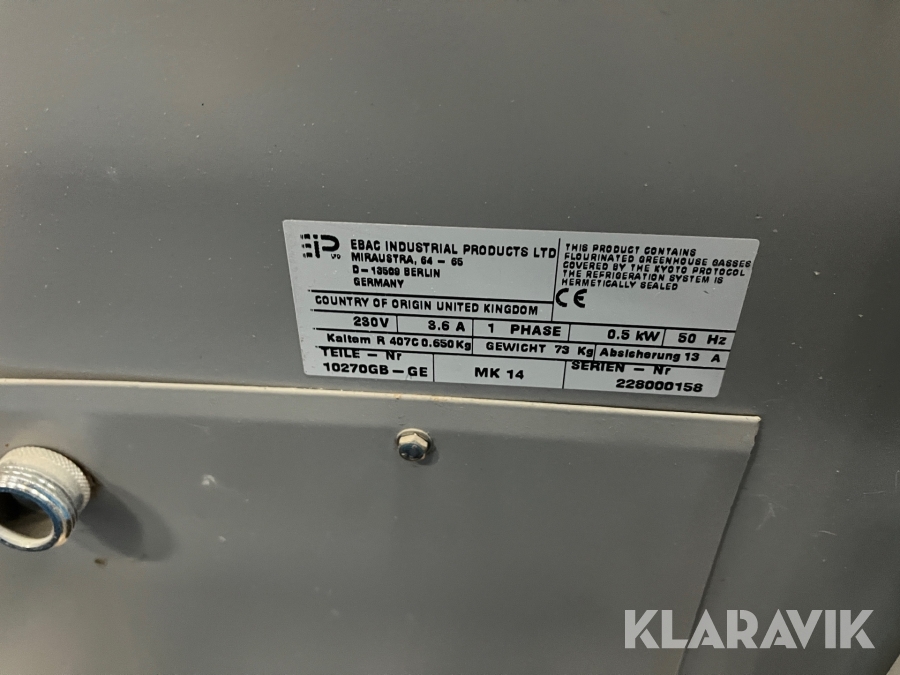 EIP
EBAC INDUSTRIAL PRODUCTS LTD
MIRAUSTRA, 64 - 65
D - 13509 BERLIN
GERMANY
COUNTRY OF ORIGIN UNITED KINGDOM
THIS PRODUCT CONTAINS
FLOURINATED GREENHOUSE GASSES
COVERED BY THE KYOTO PROTOCOL
THE REFRIGERATION SYSTEM IS
HERMETICALLY SEALED
CE
230V 3.6 A 1 PHASE 0.5 kW 50 Hz
Kaltem R 407C 0.650Kg GEWICHT 73 Kg Absicherung 13 A
TEILE - Nr
10270GB-GE
MK 14
SERIEN - Nr
228000158
KLARAVIK